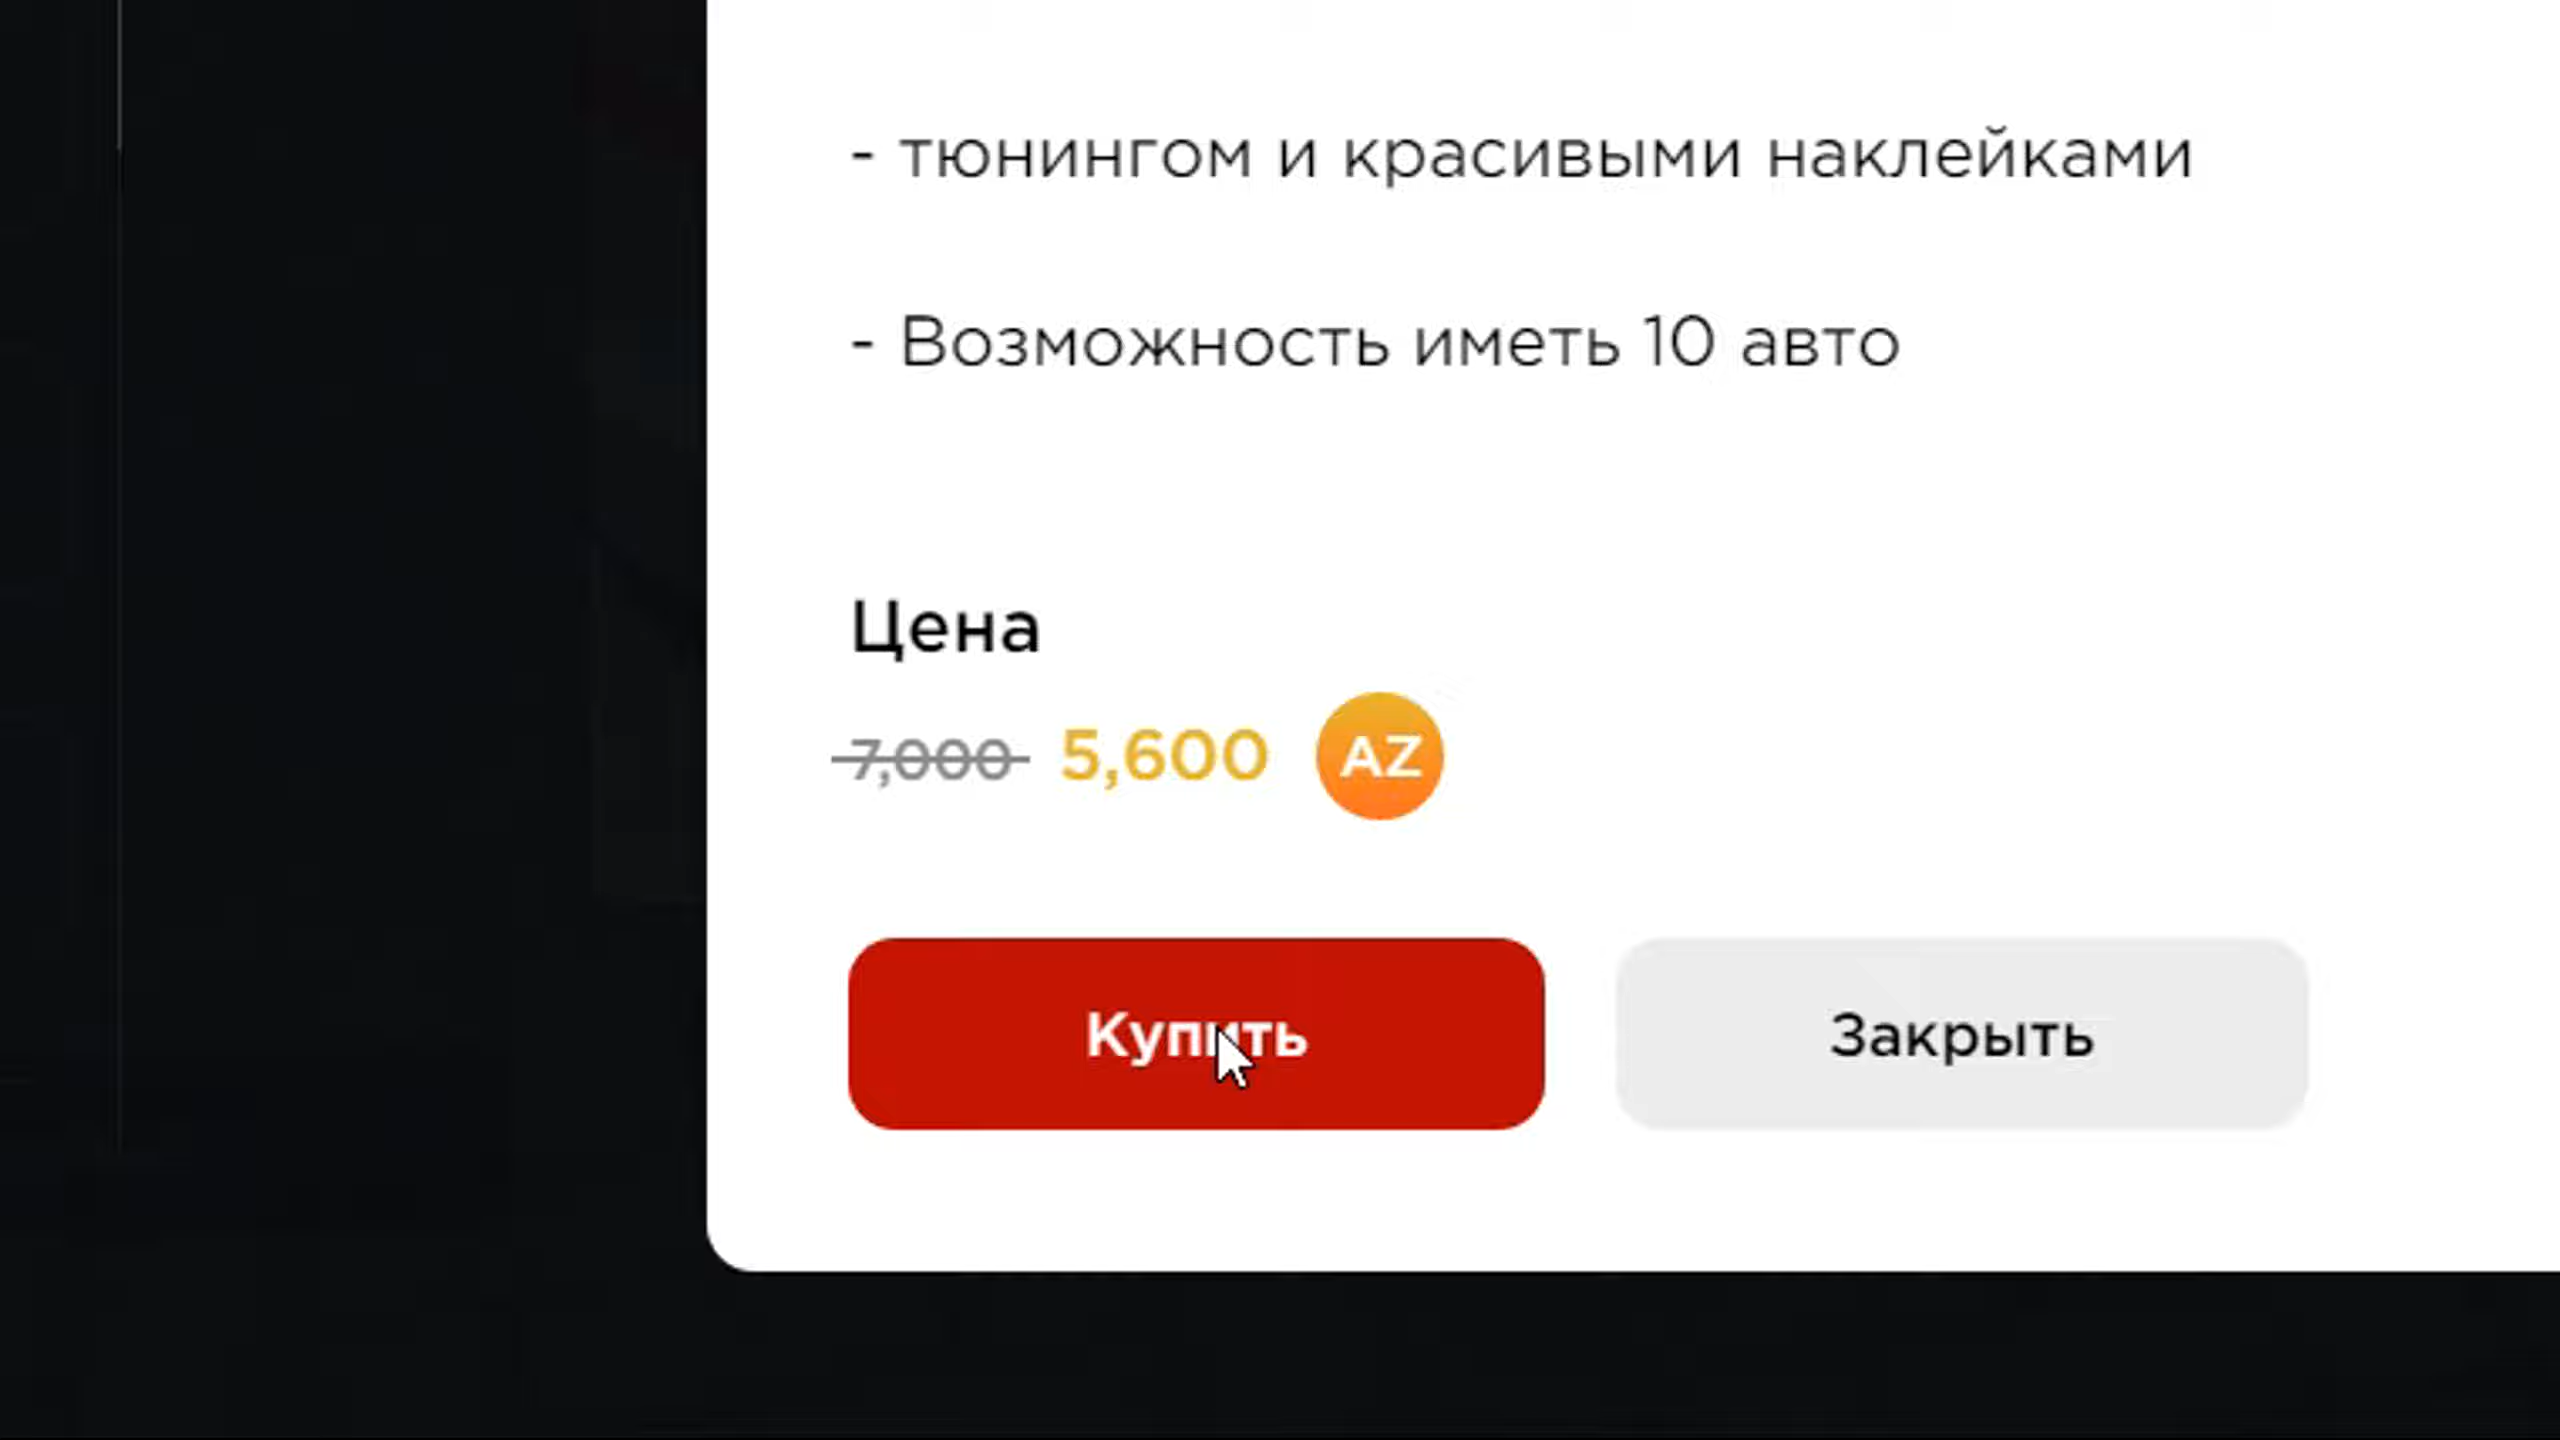 - тюнингом и красивыми наклейками
- Возможность иметь 10 авто
Цена
7,000 5,600 AZ
Купить Закрыть